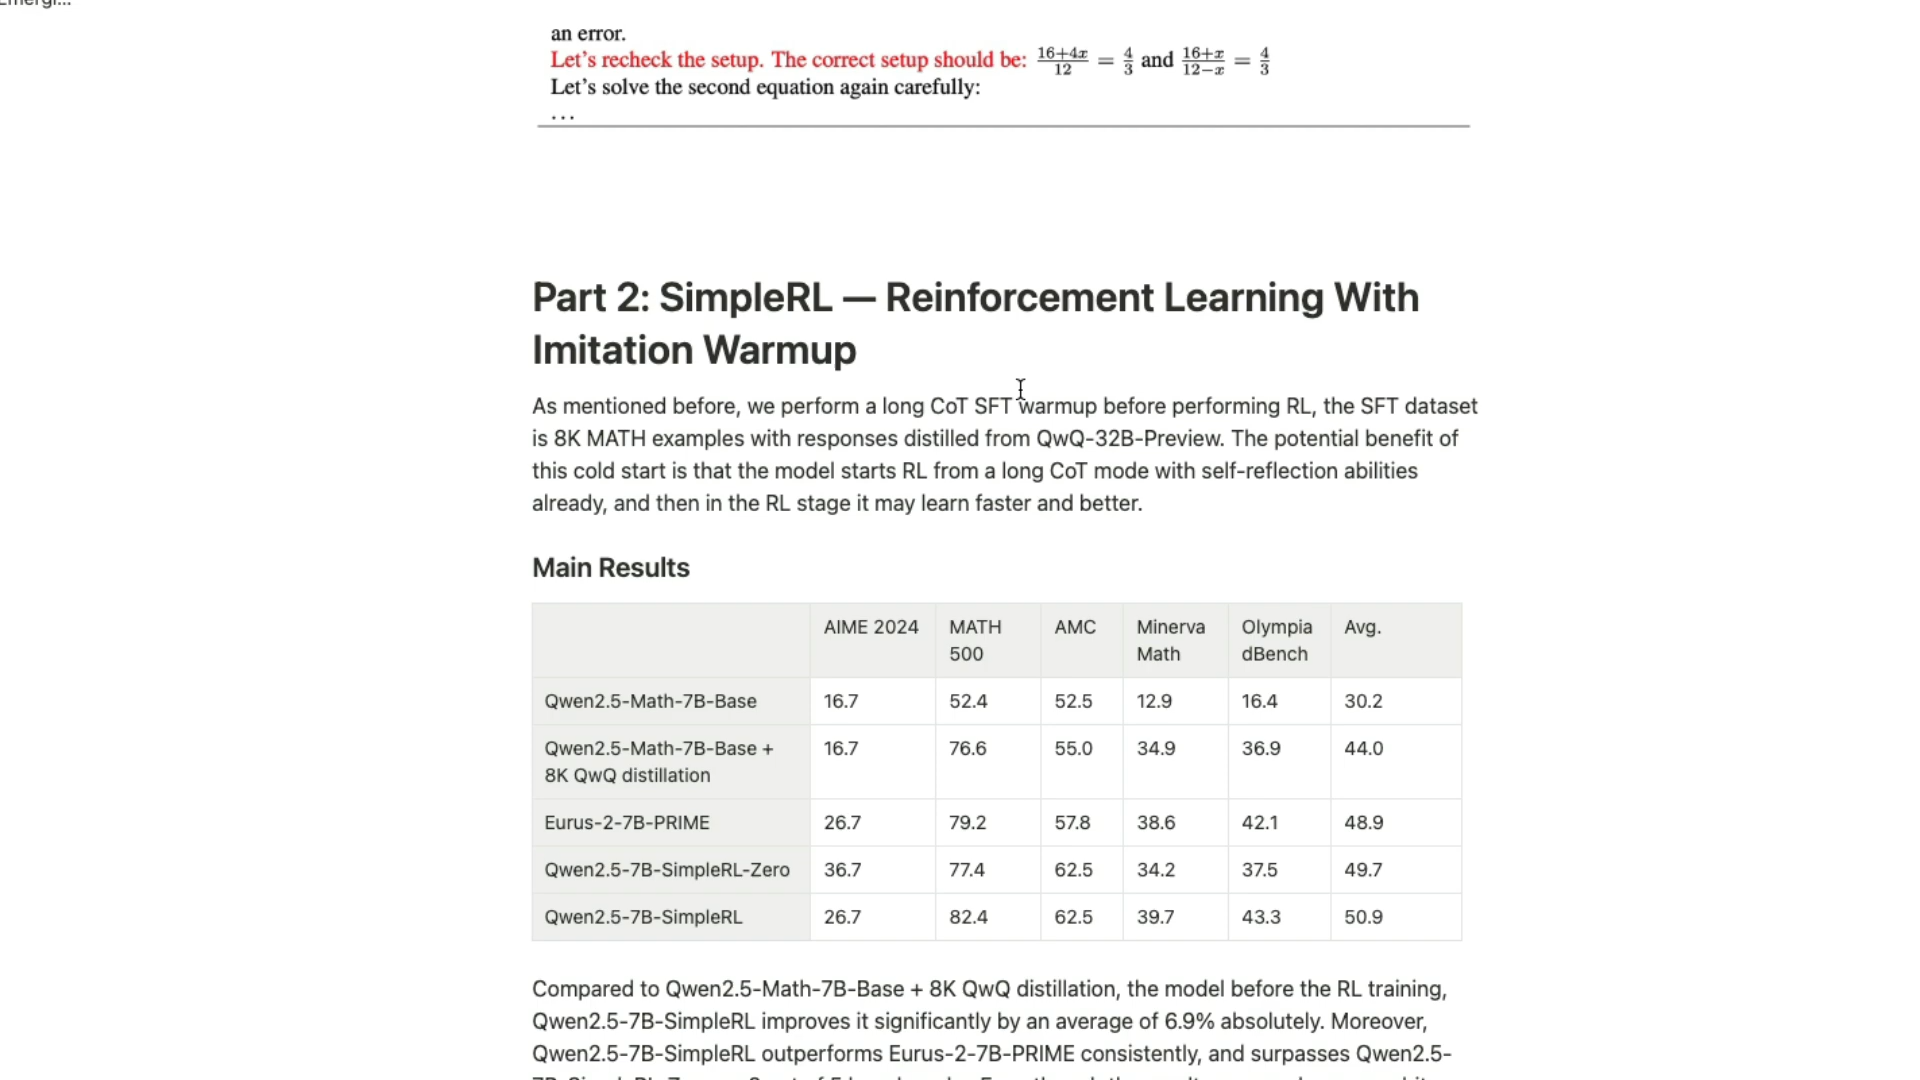 an error.
Let's recheck the setup. The correct setup should be: (16+4x)/12 = 4/3 and (16+x)/(12−x) = 4/3
Let's solve the second equation again carefully:
...
Part 2: SimpleRL — Reinforcement Learning With
Imitation Warmup
As mentioned before, we perform a long CoT SFT warmup before performing RL, the SFT dataset
is 8K MATH examples with responses distilled from QwQ-32B-Preview. The potential benefit of
this cold start is that the model starts RL from a long CoT mode with self-reflection abilities
already, and then in the RL stage it may learn faster and better.
Main Results
AIME 2024 MATH 500 AMC Minerva Math OlympiadBench Avg.
Qwen2.5-Math-7B-Base 16.7 52.4 52.5 12.9 16.4 30.2
Qwen2.5-Math-7B-Base + 8K QwQ distillation 16.7 76.6 55.0 34.9 36.9 44.0
Eurus-2-7B-PRIME 26.7 79.2 57.8 38.6 42.1 48.9
Qwen2.5-7B-SimpleRL-Zero 36.7 77.4 62.5 34.2 37.5 49.7
Qwen2.5-7B-SimpleRL 26.7 82.4 62.5 39.7 43.3 50.9
Compared to Qwen2.5-Math-7B-Base + 8K QwQ distillation, the model before the RL training,
Qwen2.5-7B-SimpleRL improves it significantly by an average of 6.9% absolutely. Moreover,
Qwen2.5-7B-SimpleRL outperforms Eurus-2-7B-PRIME consistently, and surpasses Qwen2.5-